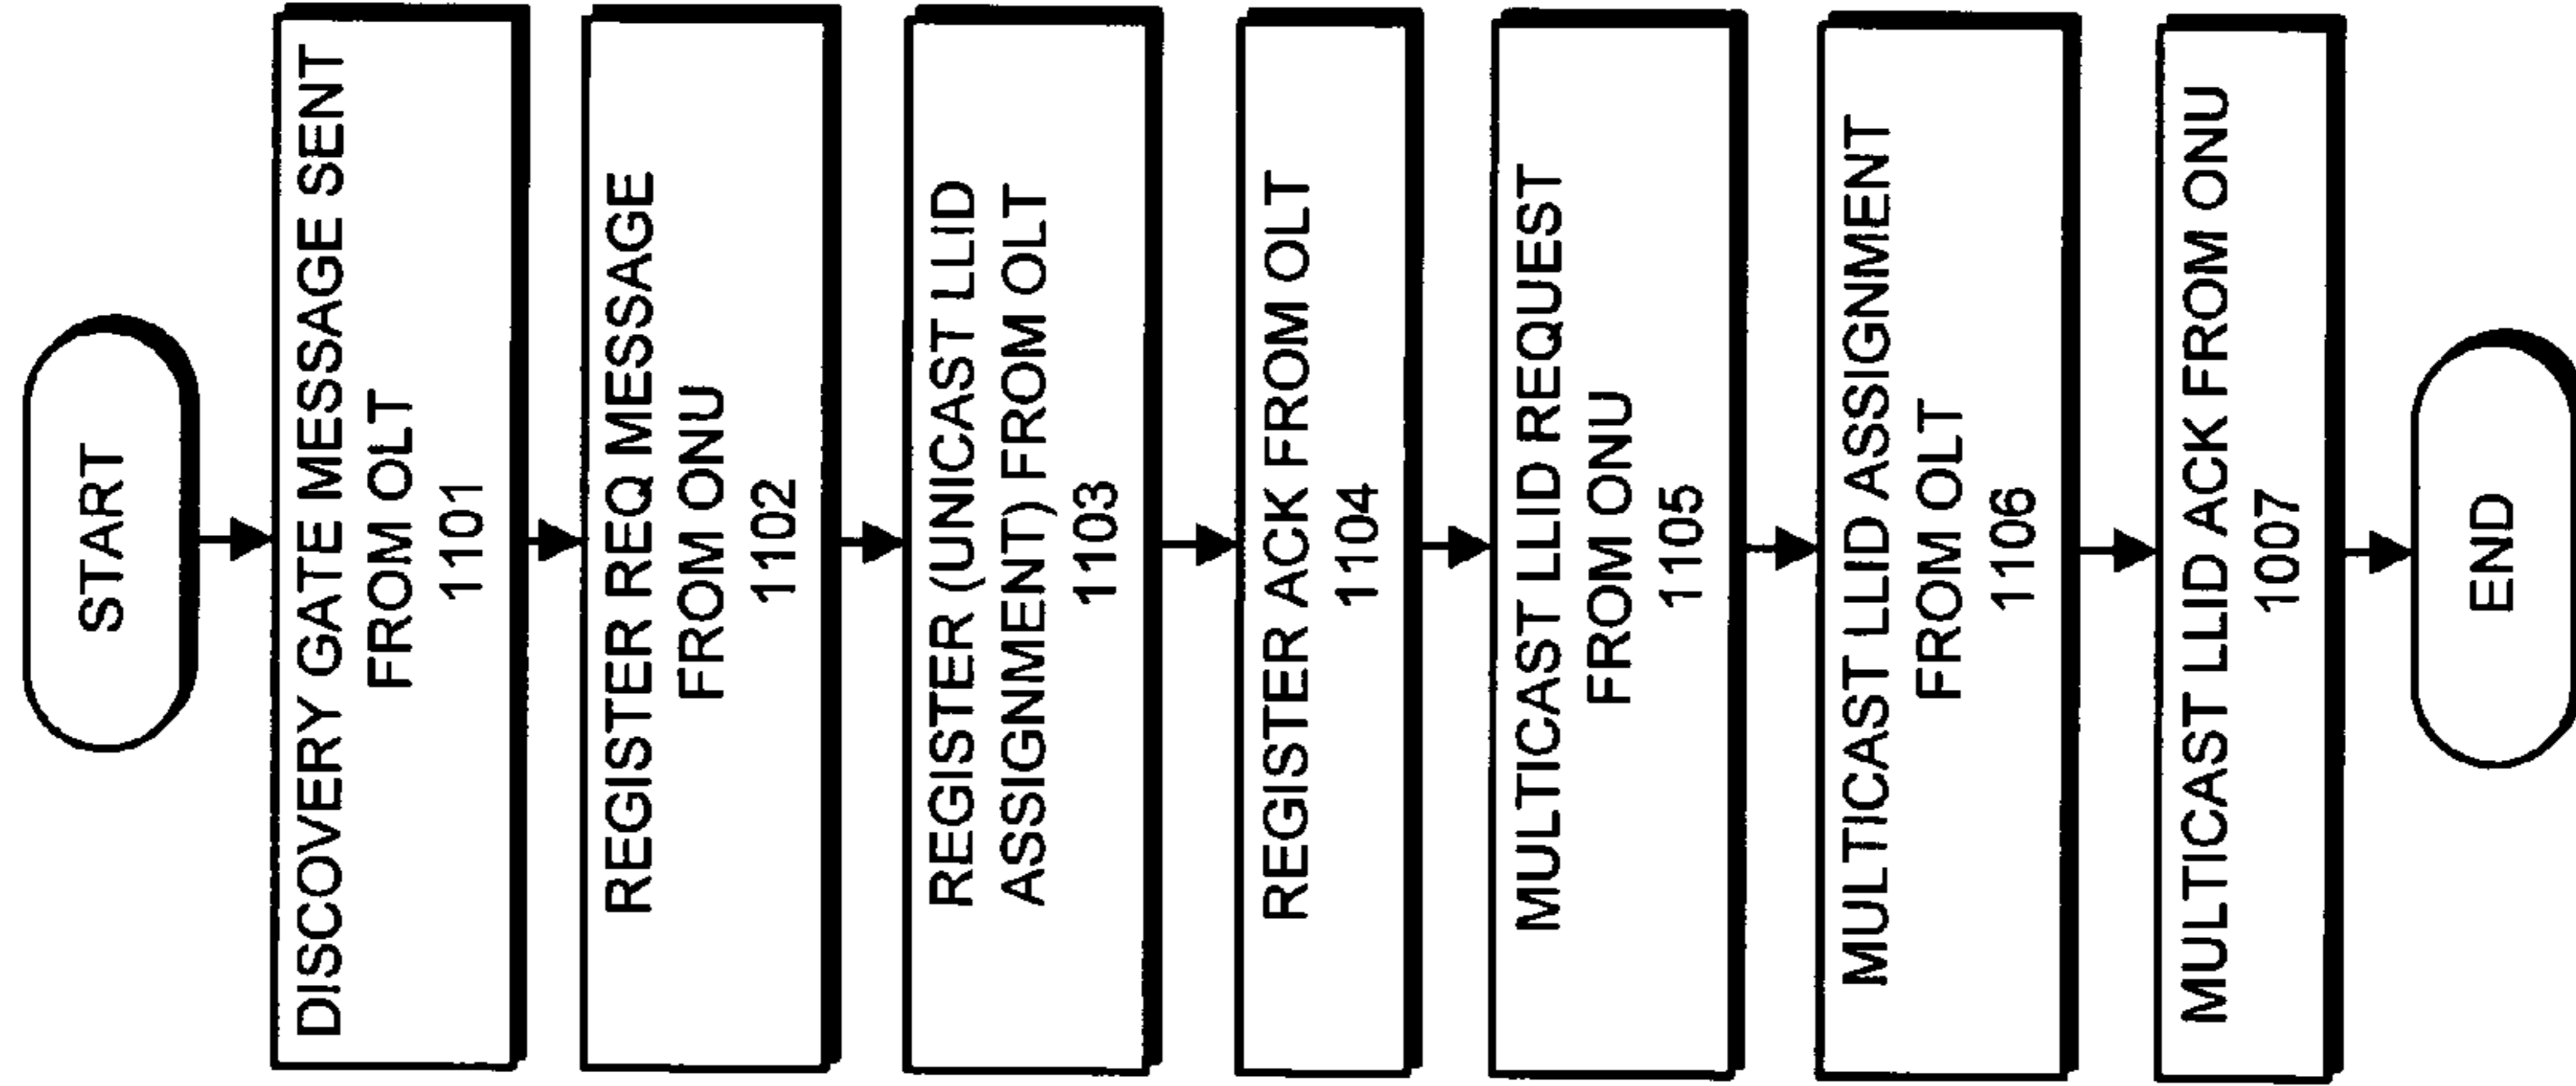 START
DISCOVERY GATE MESSAGE SENT
FROM OLT
1101
REGISTER REQ MESSAGE
FROM ONU
1102
REGISTER (UNICAST LLID
ASSIGNMENT) FROM OLT
1103
REGISTER ACK FROM OLT
1104
MULTICAST LLID REQUEST
FROM ONU
1105
MULTICAST LLID ASSIGNMENT
FROM OLT
1106
MULTICAST LLID ACK FROM ONU
1007
END